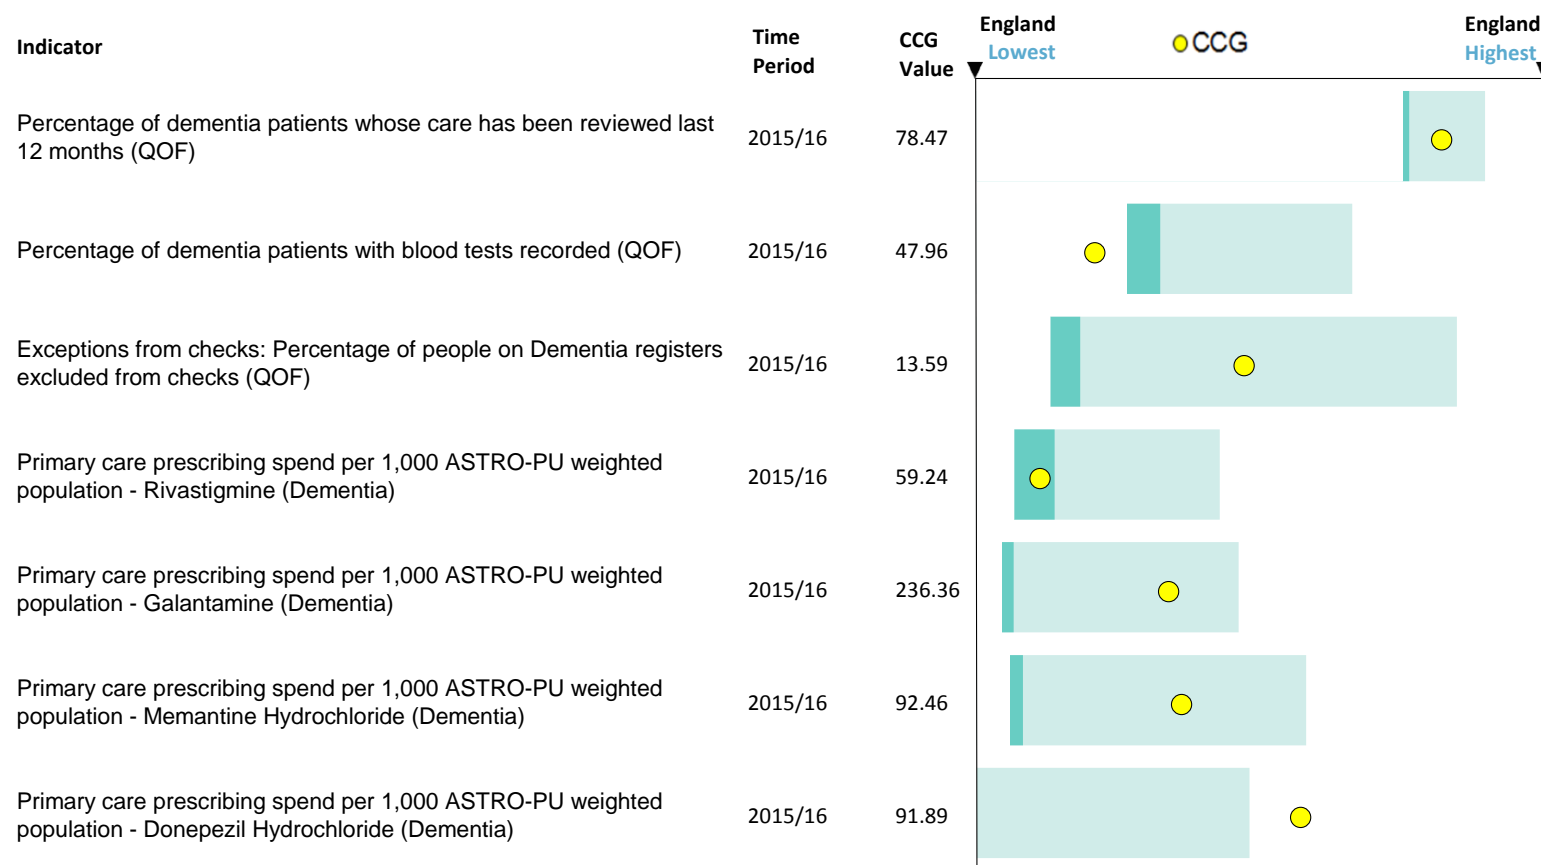 Indicator
Time
Period
CCG
Value
England
Lowest
CCG
England
Highest
Percentage of dementia patients whose care has been reviewed last
12 months (QOF)
2015/16
78.47
Percentage of dementia patients with blood tests recorded (QOF)
2015/16
47.96
Exceptions from checks: Percentage of people on Dementia registers
excluded from checks (QOF)
2015/16
13.59
Primary care prescribing spend per 1,000 ASTRO-PU weighted
population - Rivastigmine (Dementia)
2015/16
59.24
Primary care prescribing spend per 1,000 ASTRO-PU weighted
population - Galantamine (Dementia)
2015/16
236.36
Primary care prescribing spend per 1,000 ASTRO-PU weighted
population - Memantine Hydrochloride (Dementia)
2015/16
92.46
Primary care prescribing spend per 1,000 ASTRO-PU weighted
population - Donepezil Hydrochloride (Dementia)
2015/16
91.89